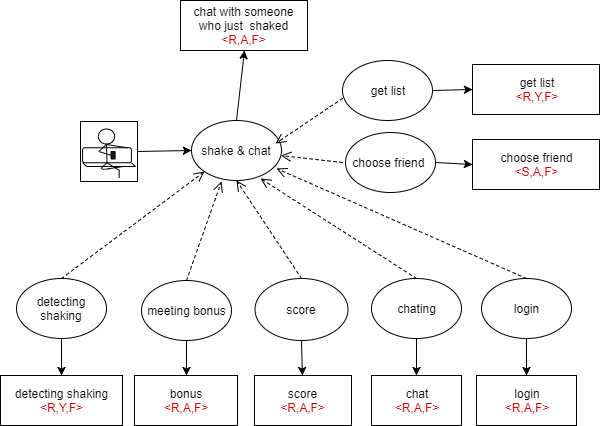 chat with someone
who just shaked
<R,A,F>
get list
get list
<R,Y,F>
shake & chat
choose friend
choose friend
<S,A,F>
detecting
shaking
meeting bonus
score
chating
login
detecting shaking
<R,Y,F>
bonus
<R,A,F>
score
<R,A,F>
chat
<R,A,F>
login
<R,A,F>